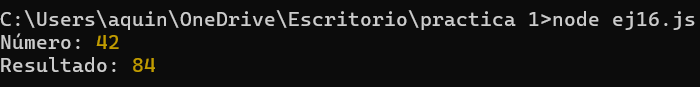 C:\Users\aquin\OneDrive\Escritorio\practica 1>node ej16.js
Número: 42
Resultado: 84